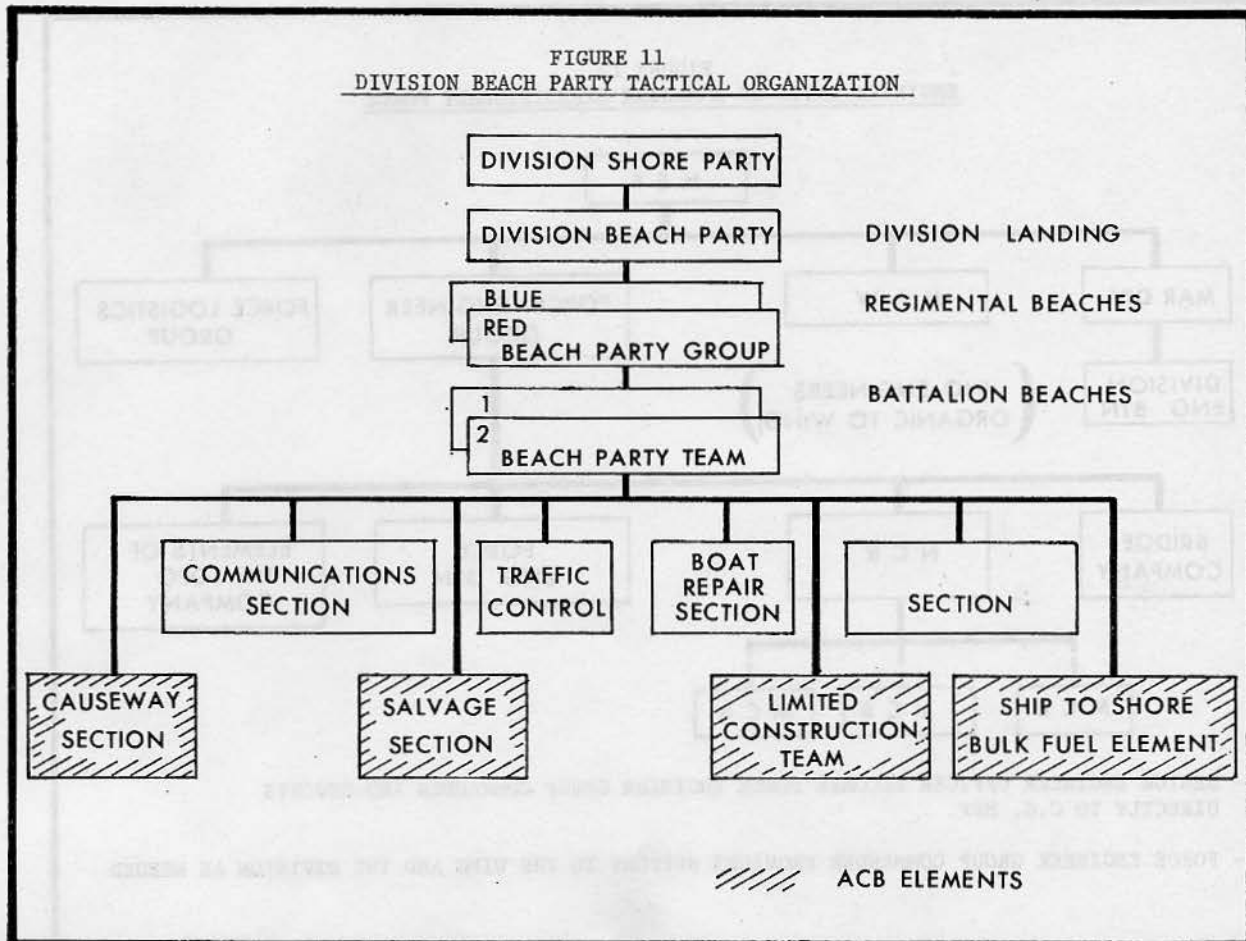 FIGURE 11
DIVISION BEACH PARTY TACTICAL ORGANIZATION
DIVISION SHORE PARTY
DIVISION BEACH PARTY
DIVISION LANDING
BLUE
RED
BEACH PARTY GROUP
REGIMENTAL BEACHES
1
2
BEACH PARTY TEAM
BATTALION BEACHES
COMMUNICATIONS
SECTION
TRAFFIC
CONTROL
BOAT
REPAIR
SECTION
SECTION
CAUSEWAY
SECTION
SALVAGE
SECTION
LIMITED
CONSTRUCTION
TEAM
SHIP TO SHORE
BULK FUEL ELEMENT
ACB ELEMENTS